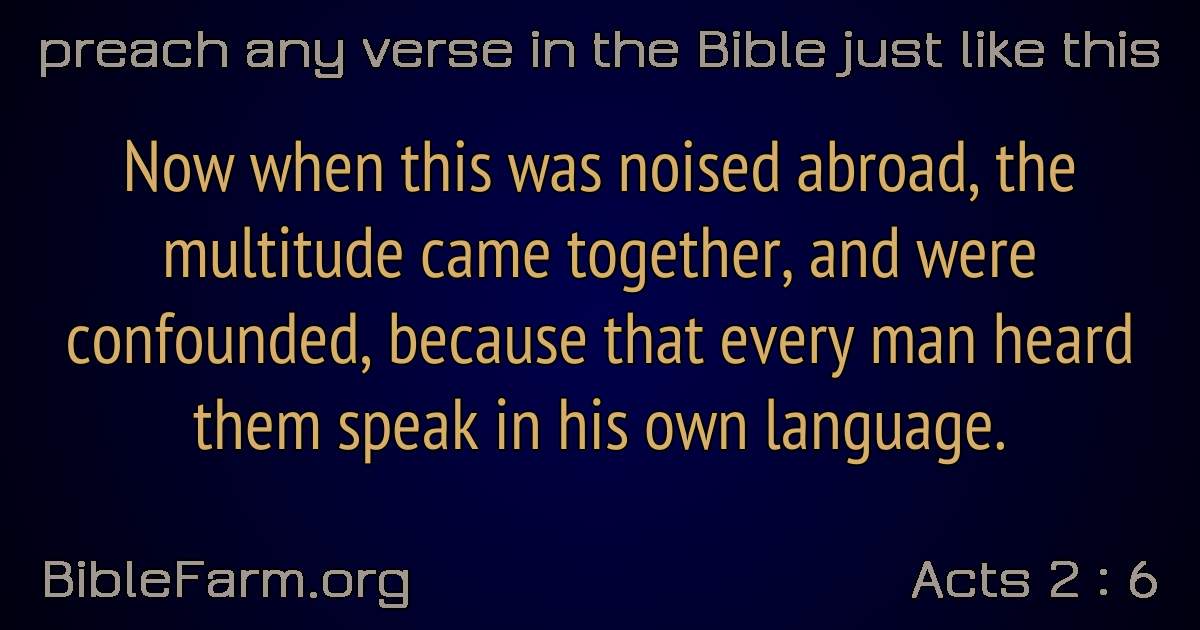 preach any verse in the Bible just like this
Now when this was noised abroad, the
multitude came together, and were
confounded, because that every man heard
them speak in his own language.
BibleFarm.org
Acts 2 : 6